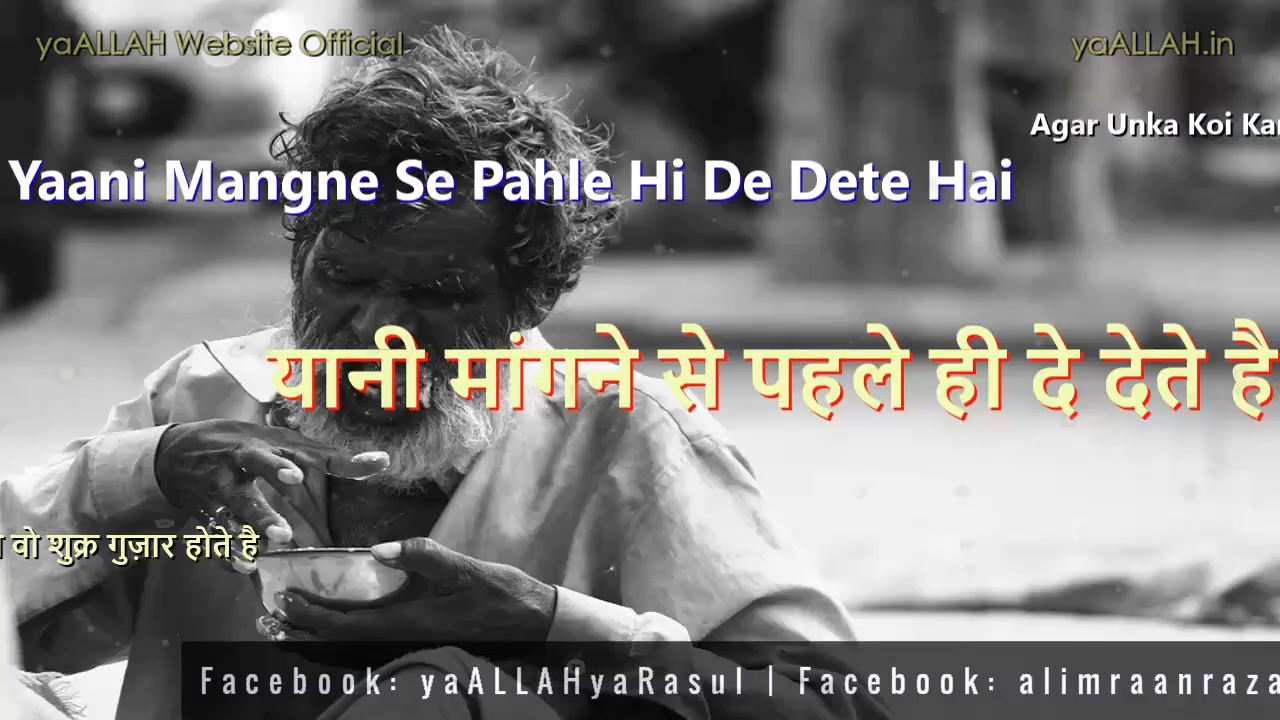 yaALLAH Website Official
yaALLAH.in
Agar Unka Koi
Yaani Mangne Se Pahle Hi De Dete Hai
यानी मांगने से पहले ही दे देते है
वो शुक्र गुज़ार होते है
Facebook: yaALLAHyaRasul | Facebook: alimraanraza